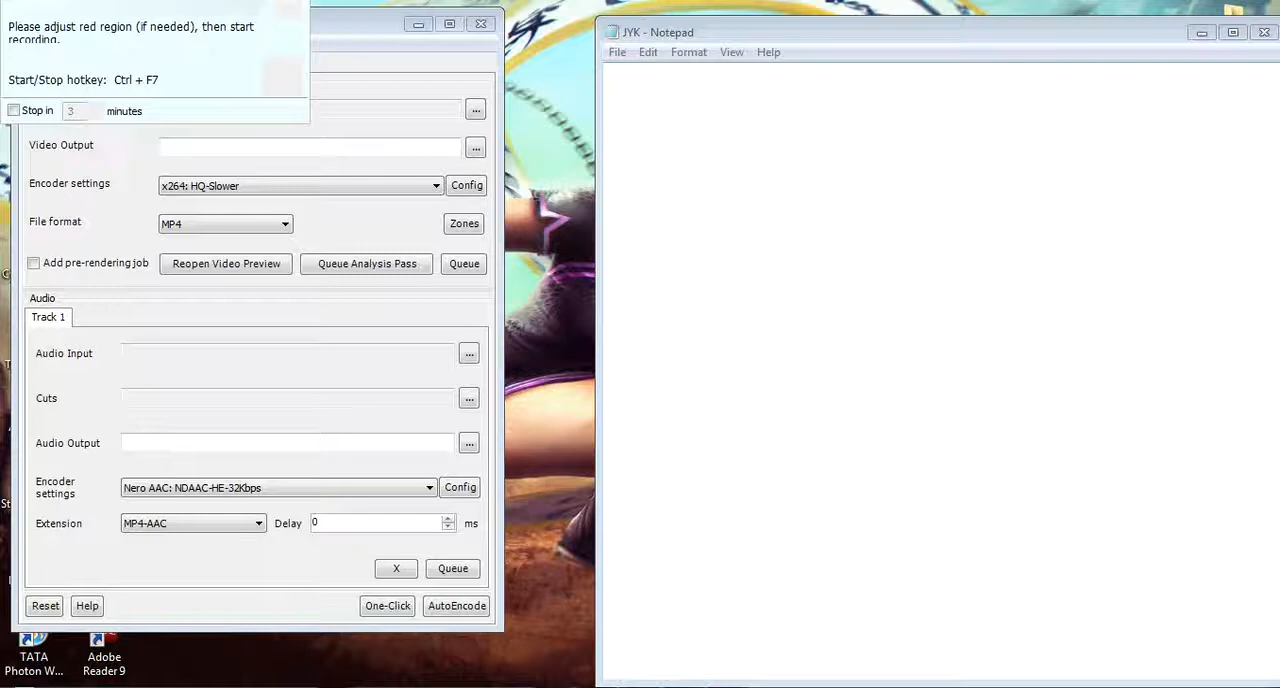 Please adjust red region (if needed), then start
recording.
Start/Stop hotkey: Ctrl + F7
Stop in 3 minutes
...
Video Output ...
Encoder settings x264: HQ-Slower Config
File format MP4 Zones
Add pre-rendering job Reopen Video Preview Queue Analysis Pass Queue
Audio
Track 1
Audio Input ...
Cuts ...
Audio Output ...
Encoder
settings Nero AAC: NDAAC-HE-32Kbps Config
Extension MP4-AAC Delay 0 ms
X Queue
Reset Help One-Click AutoEncode
TATA
Photon W...
Adobe
Reader 9
JYK - Notepad
File Edit Format View Help